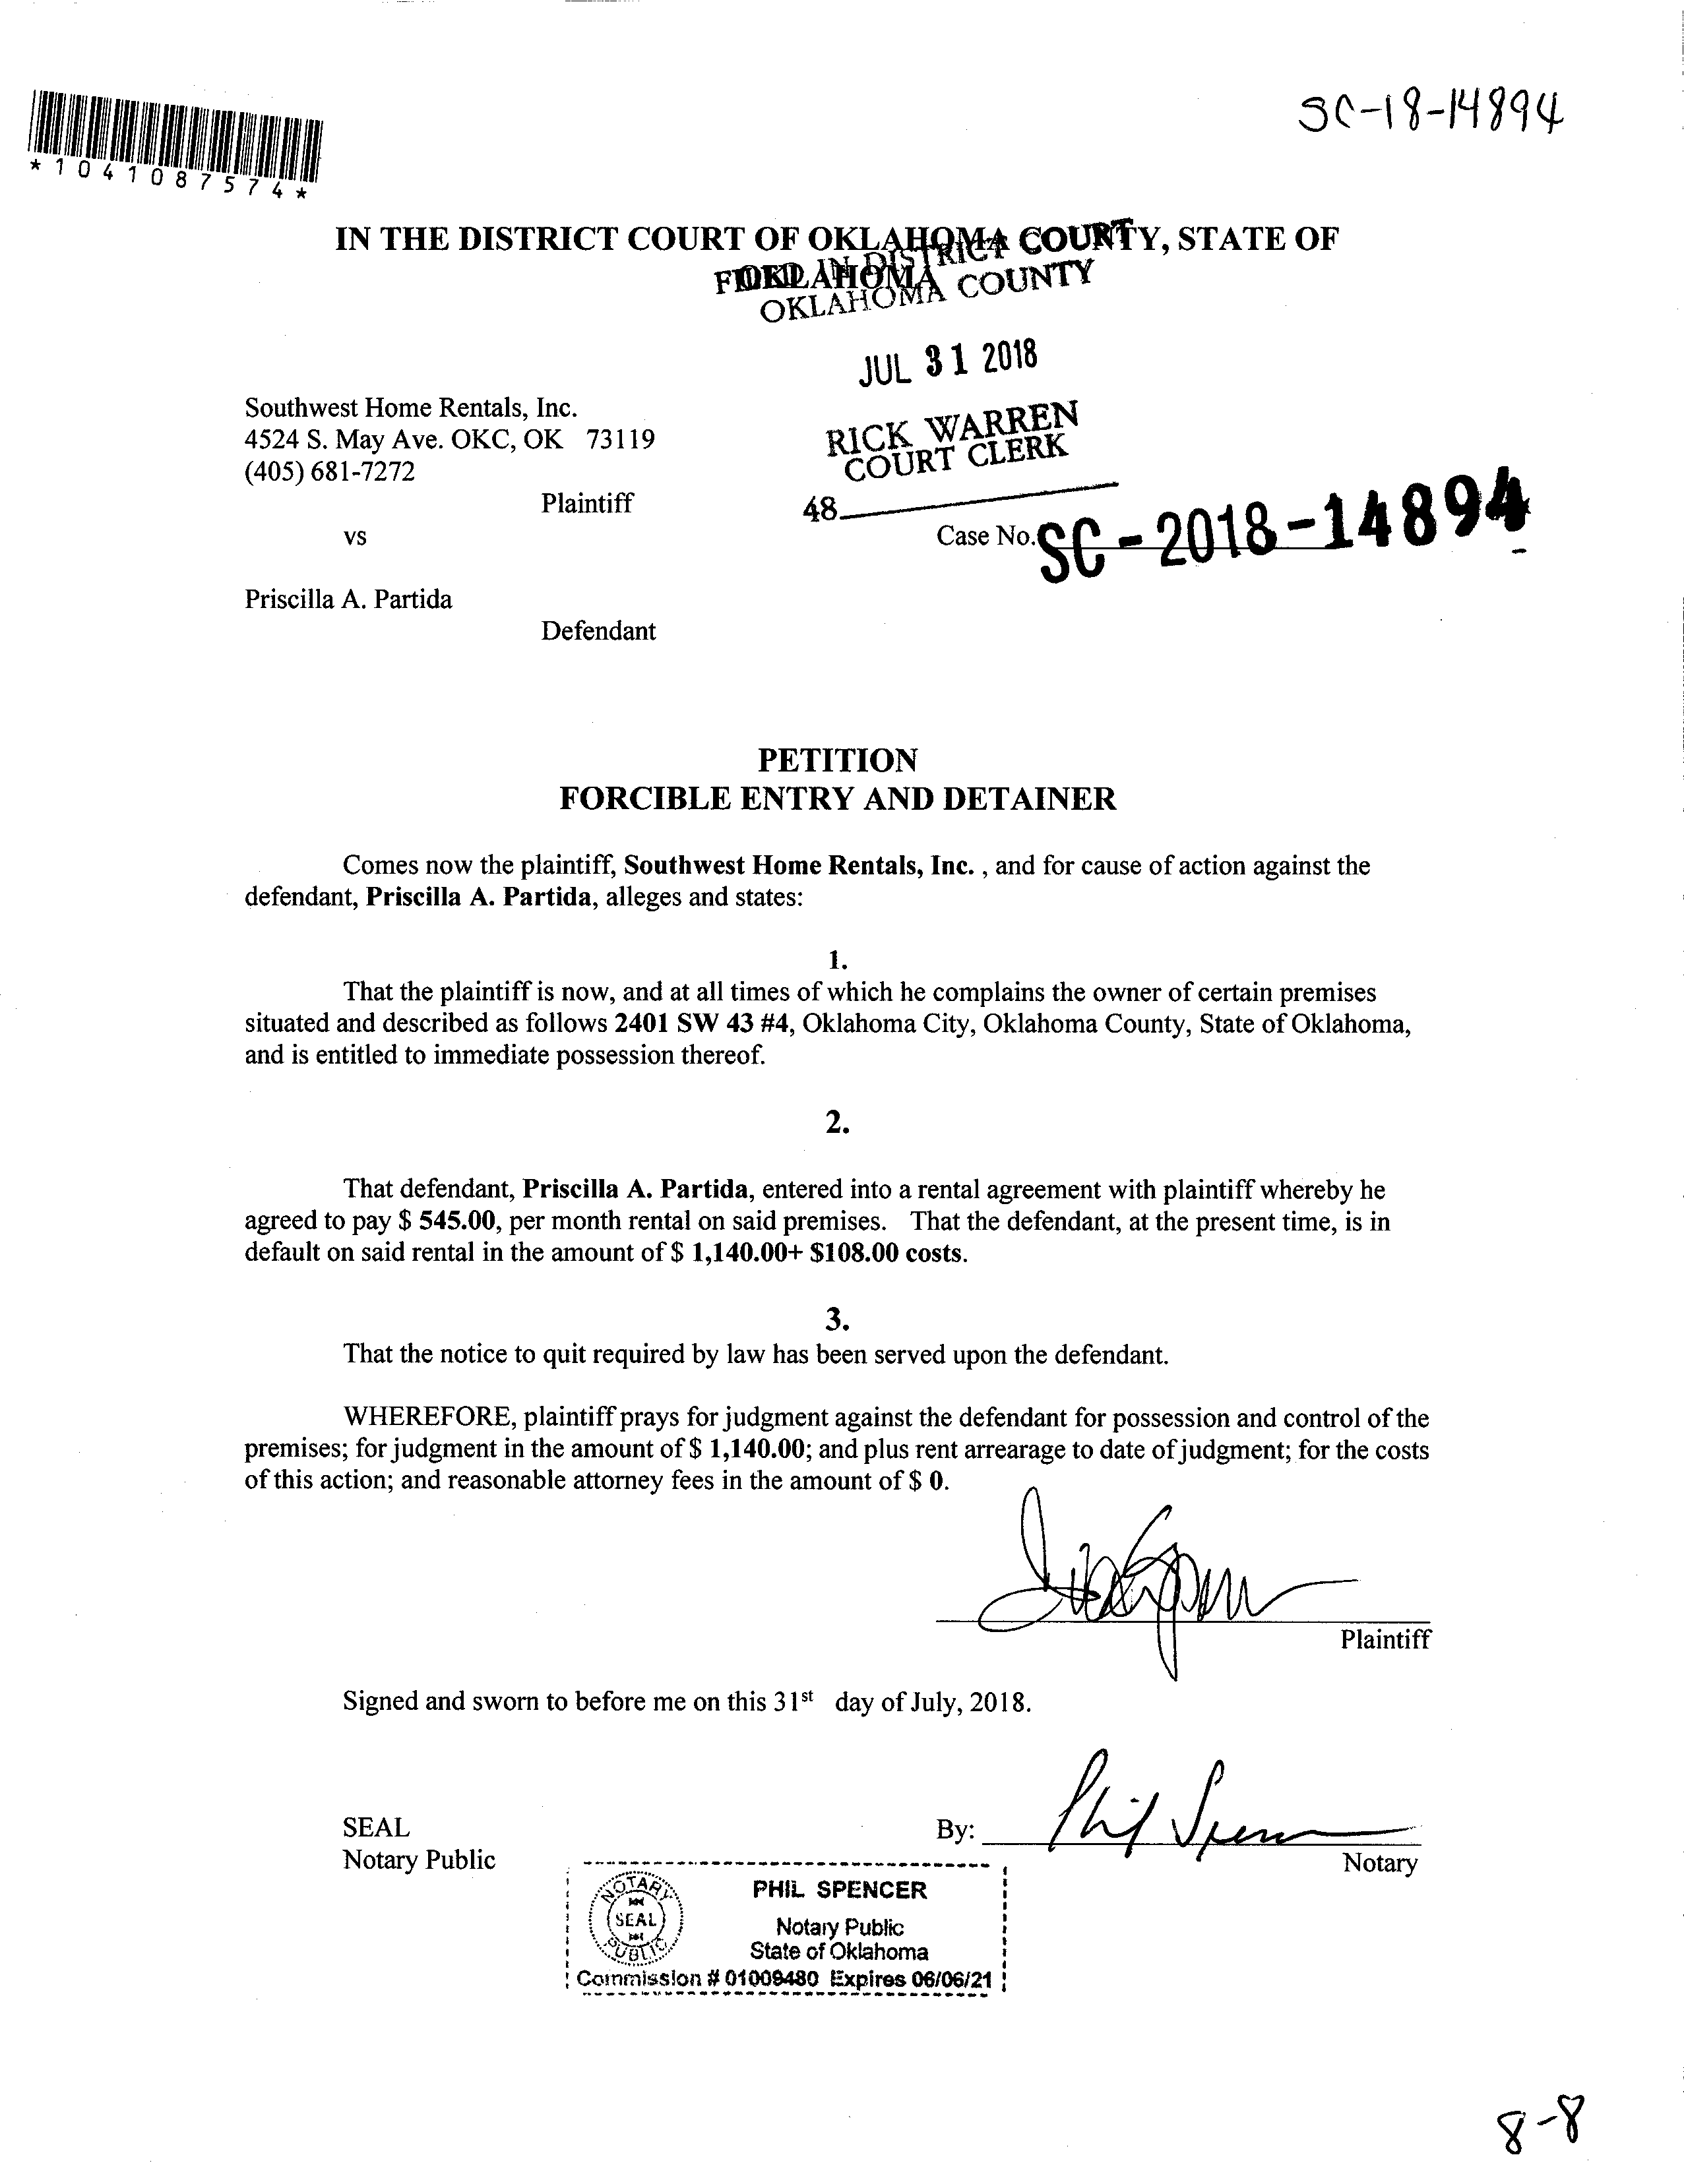 SC-18-14894
*1041087574*
IN THE DISTRICT COURT OF OKLAHOMA COURTY, STATE OF
OKLAHOMA
FILED IN DISTRICT COURT
OKLAHOMA COUNTY
JUL 31 2018
Southwest Home Rentals, Inc.
4524 S. May Ave. OKC, OK 73119
(405) 681-7272
RICK WARREN
COURT CLERK
Plaintiff
48
vs
Case No. SC-2018-14894
Priscilla A. Partida
Defendant
PETITION
FORCIBLE ENTRY AND DETAINER
Comes now the plaintiff, Southwest Home Rentals, Inc. , and for cause of action against the
defendant, Priscilla A. Partida, alleges and states:
1.
That the plaintiff is now, and at all times of which he complains the owner of certain premises
situated and described as follows 2401 SW 43 #4, Oklahoma City, Oklahoma County, State of Oklahoma,
and is entitled to immediate possession thereof.
2.
That defendant, Priscilla A. Partida, entered into a rental agreement with plaintiff whereby he
agreed to pay $ 545.00, per month rental on said premises. That the defendant, at the present time, is in
default on said rental in the amount of $ 1,140.00+ $108.00 costs.
3.
That the notice to quit required by law has been served upon the defendant.
WHEREFORE, plaintiff prays for judgment against the defendant for possession and control of the
premises; for judgment in the amount of $ 1,140.00; and plus rent arrearage to date of judgment; for the costs
of this action; and reasonable attorney fees in the amount of $ 0.
Plaintiff
Signed and sworn to before me on this 31st day of July, 2018.
SEAL
By: Phil Spencer
Notary Public
Notary
NOTARY
SEAL
PUBLIC
PHIL SPENCER
Notary Public
State of Oklahoma
Commission # 01009480 Expires 06/06/21
8-8